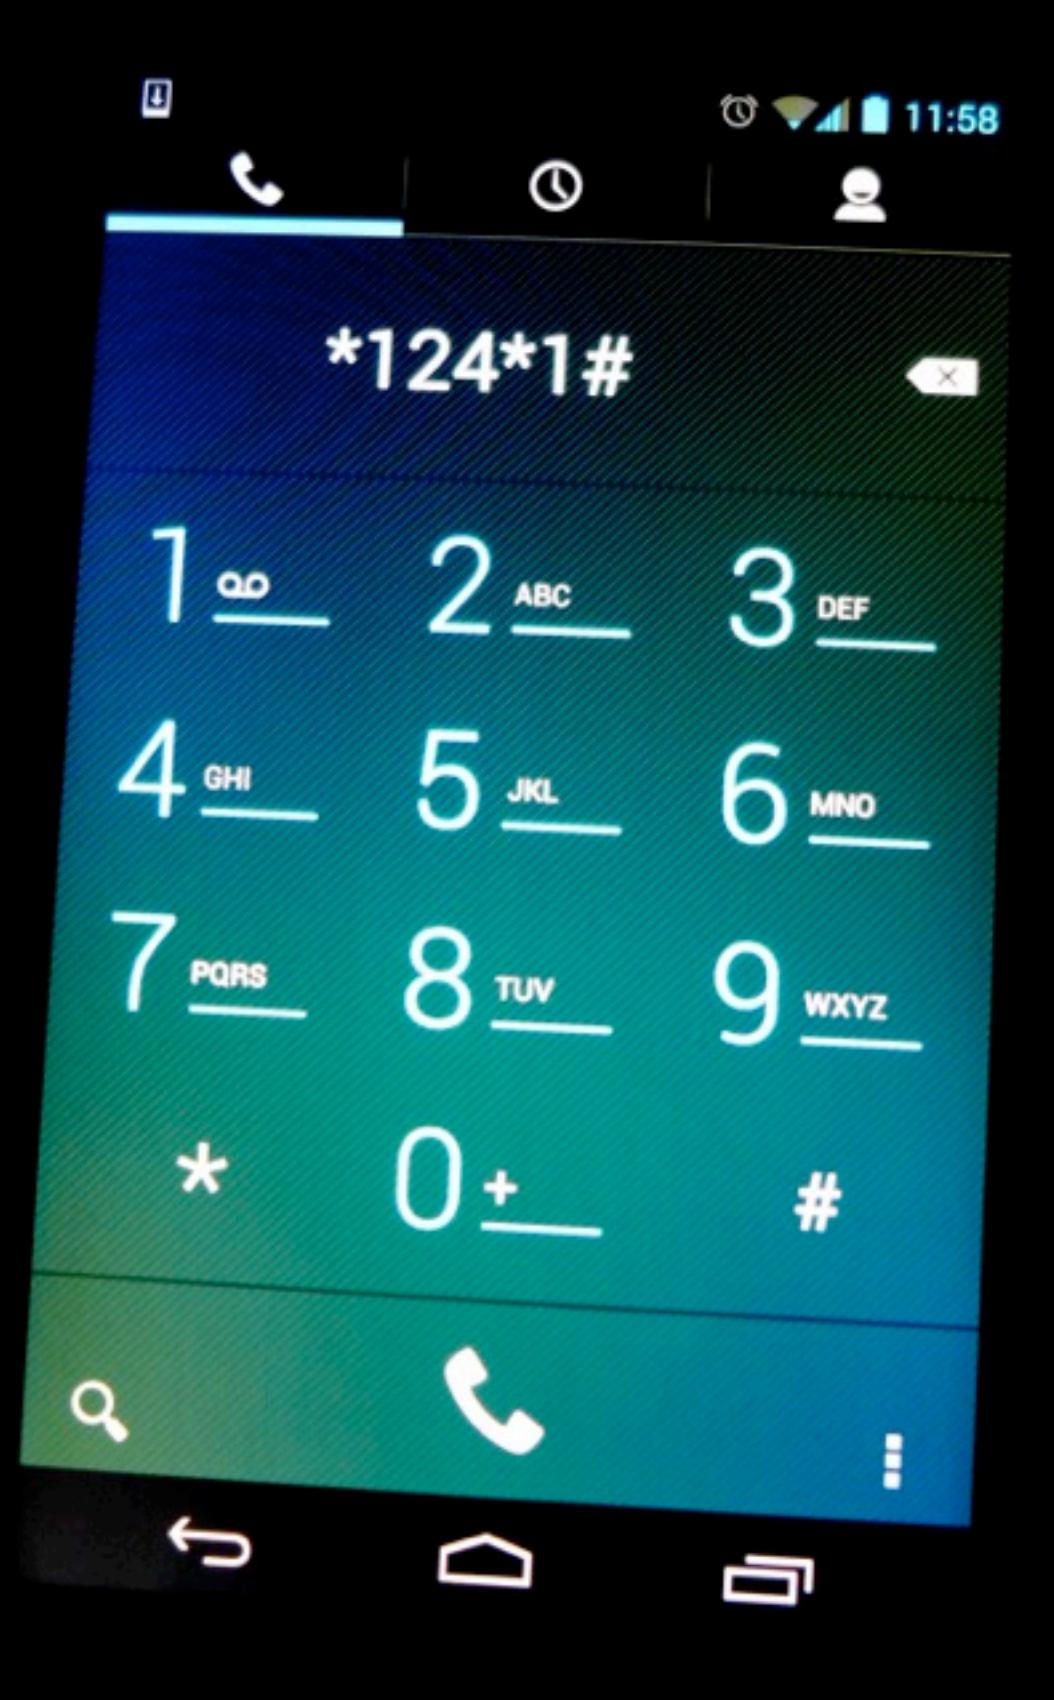 11:58
*124*1#
1 2 ABC 3 DEF
4 GHI 5 JKL 6 MNO
7 PQRS 8 TUV 9 WXYZ
* 0 + #